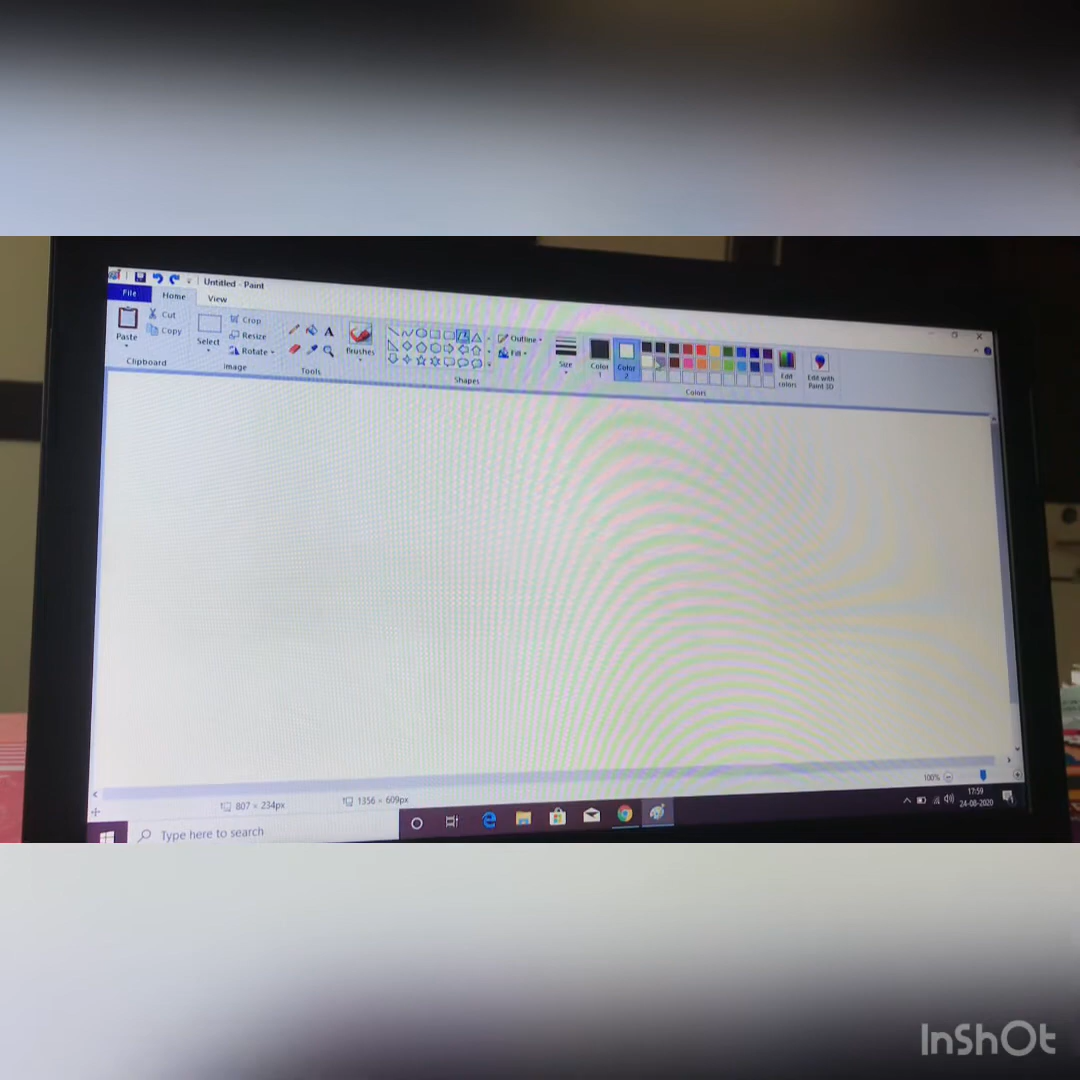 Untitled - Paint
File
Home
View
Paste
Cut
Copy
Clipboard
Select
Crop
Resize
Rotate
Image
A
Tools
Brushes
Shapes
Outline
Fill
Size
Color
1
Color
2
Colors
Edit
colors
Edit with
Paint 3D
807 × 234px
1356 × 609px
100%
Type here to search
17:59
24-08-2020
InShOt